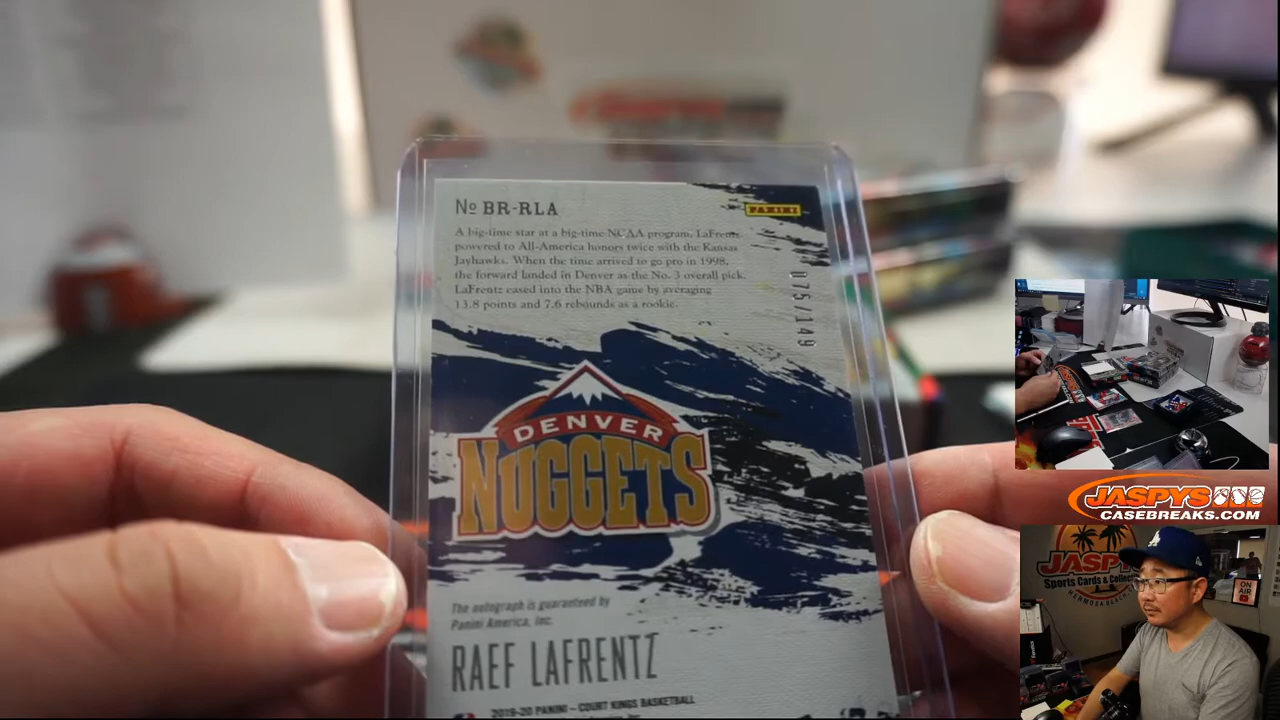 No BR-RLA
PANINI
A big-time star at a big-time NCAA program, LaFrentz
powered to All-America honors twice with the Kansas
Jayhawks. When the time arrived to go pro in 1998,
the forward landed in Denver as the No. 3 overall pick.
LaFrentz eased into the NBA game by averaging
13.8 points and 7.6 rebounds as a rookie.
075/149
DENVER
NUGGETS
The autograph is guaranteed by
Panini America, Inc.
RAEF LAFRENTZ
2019-20 PANINI – COURT KINGS BASKETBALL
JASPYS
CASEBREAKS.COM
JASPYS
Sports Cards & Collectibles
HERMOSA BEACH
ON
AIR
LA